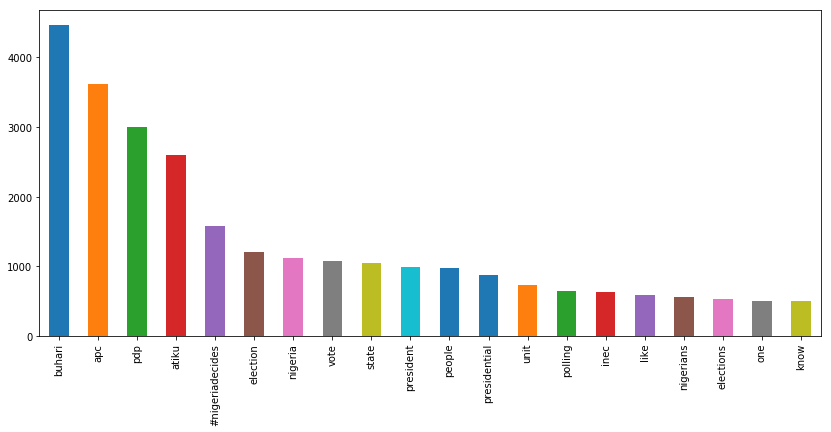 4000
3000
2000
1000
0
buhari
apc
pdp
atiku
#nigeriadecides
election
nigeria
vote
state
president
people
presidential
unit
polling
inec
like
nigerians
elections
one
know